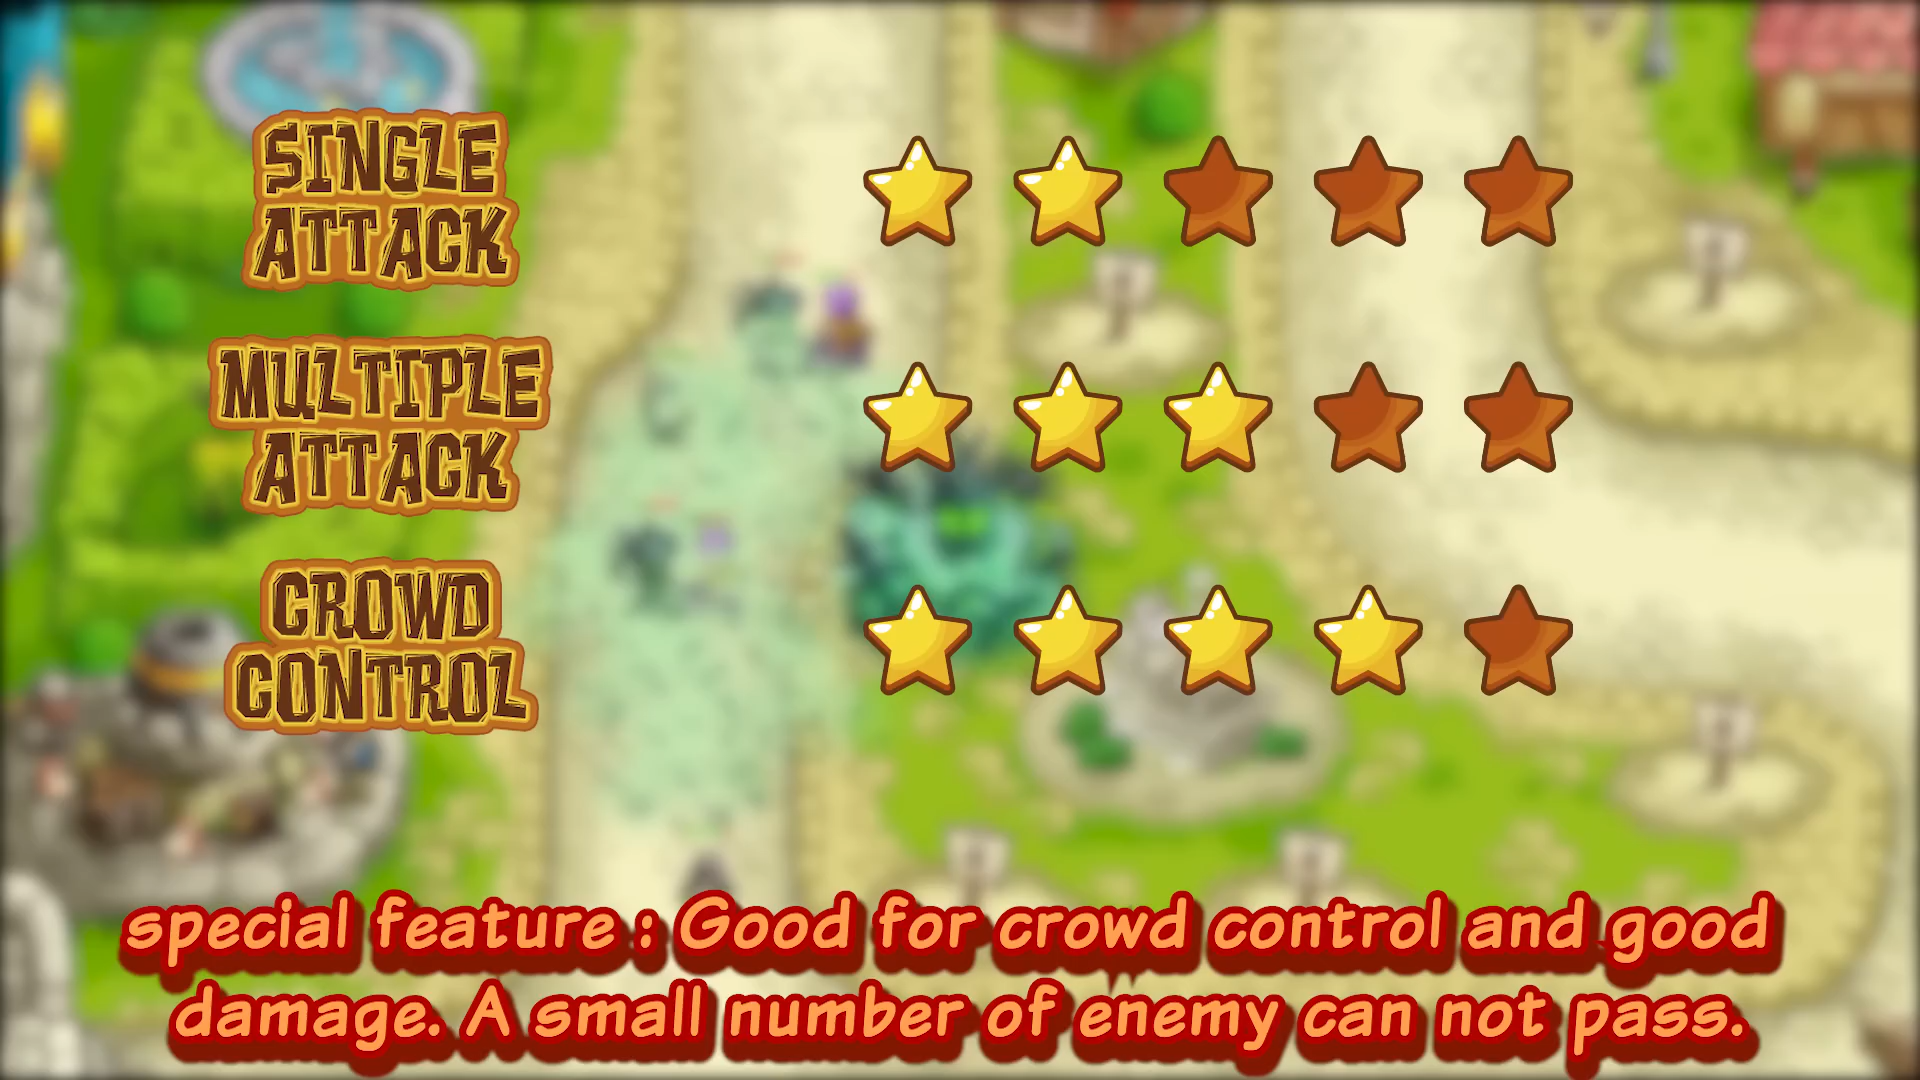 SINGLE
ATTACK
MULTIPLE
ATTACK
CROWD
CONTROL
special feature : Good for crowd control and good
damage. A small number of enemy can not pass.